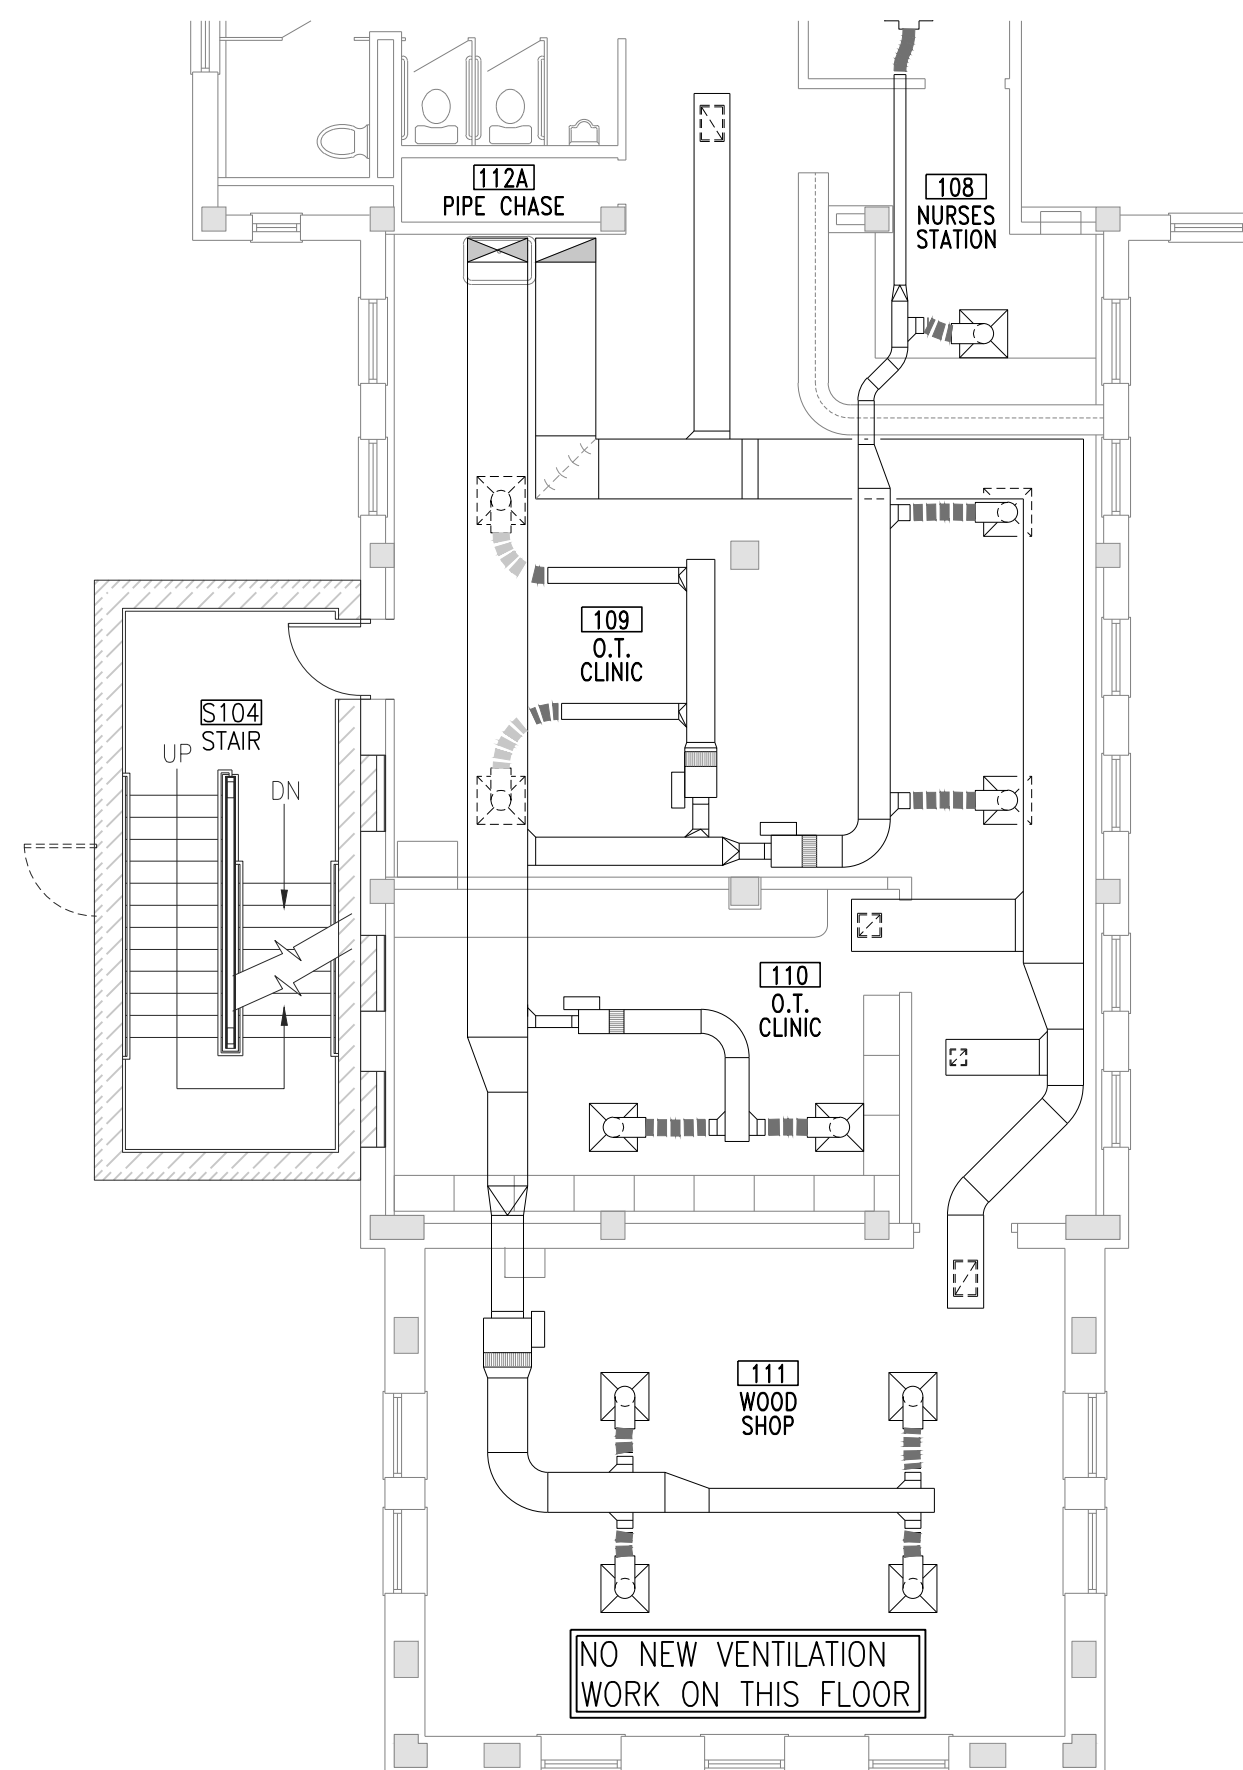 112A
PIPE CHASE
108
NURSES
STATION
109
O.T.
CLINIC
S104
STAIR
UP
DN
110
O.T.
CLINIC
111
WOOD
SHOP
NO NEW VENTILATION
WORK ON THIS FLOOR